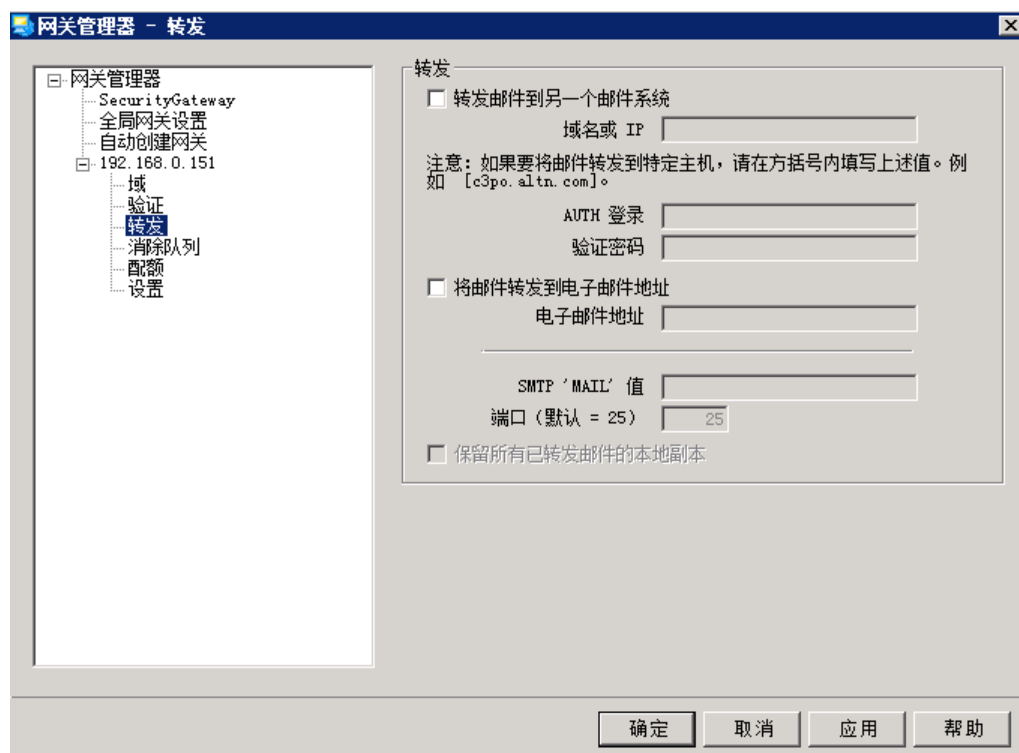 网关管理器 - 转发
网关管理器
SecurityGateway
全局网关设置
自动创建网关
192.168.0.151
域
验证
转发
消除队列
配额
设置
转发
转发邮件到另一个邮件系统
域名或 IP
注意: 如果要将邮件转发到特定主机,请在方括号内填写上述值。例
如 [c3po.altn.com]。
AUTH 登录
验证密码
将邮件转发到电子邮件地址
电子邮件地址
SMTP 'MAIL' 值
端口 (默认 = 25) 25
保留所有已转发邮件的本地副本
确定 取消 应用 帮助